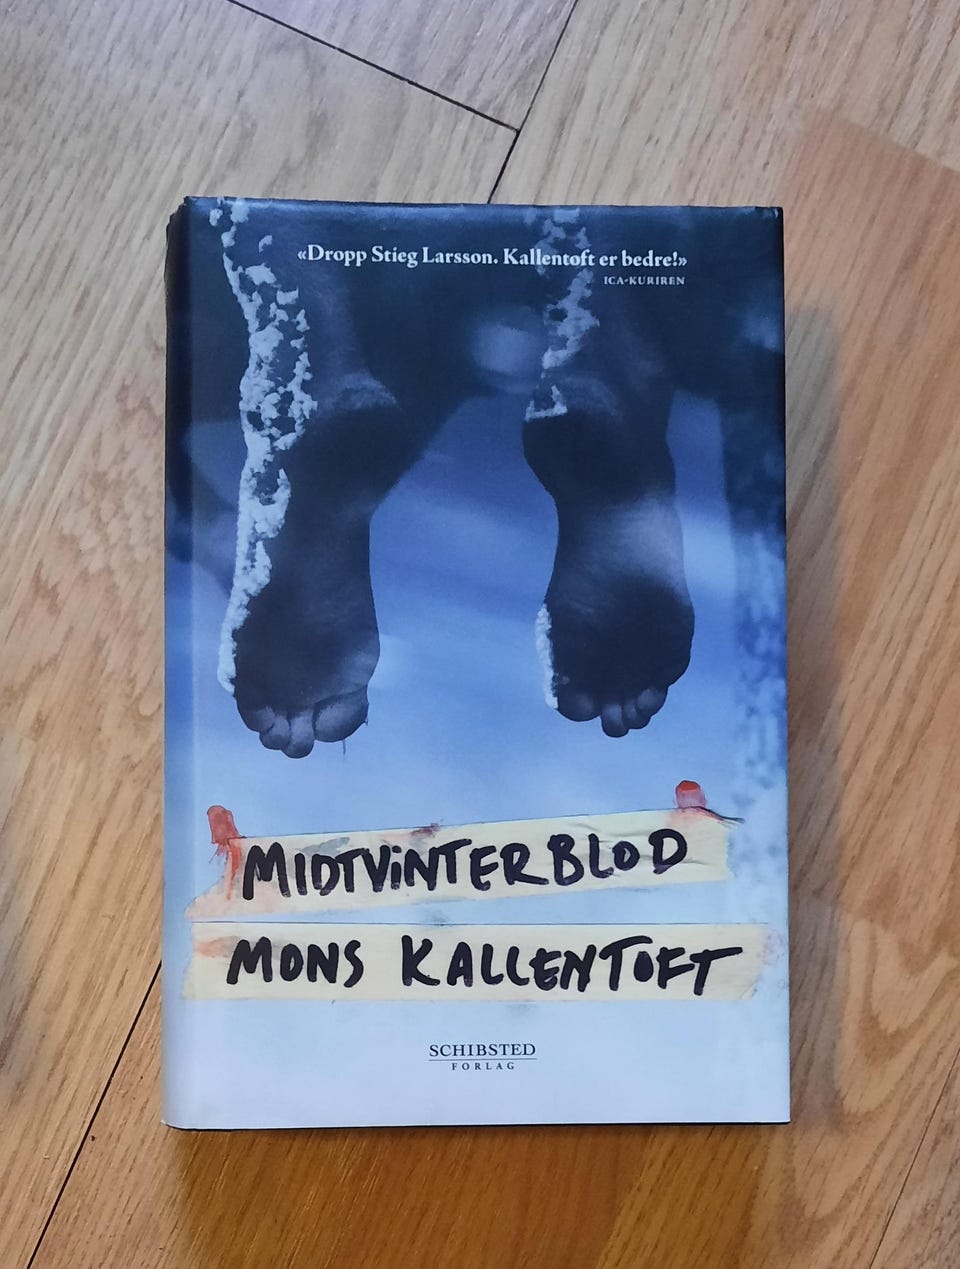 «Dropp Stieg Larsson. Kallentoft er bedre!»
ICA-KURIREN
MIDTVINTERBLOD
MONS KALLENTOFT
SCHIBSTED
FORLAG